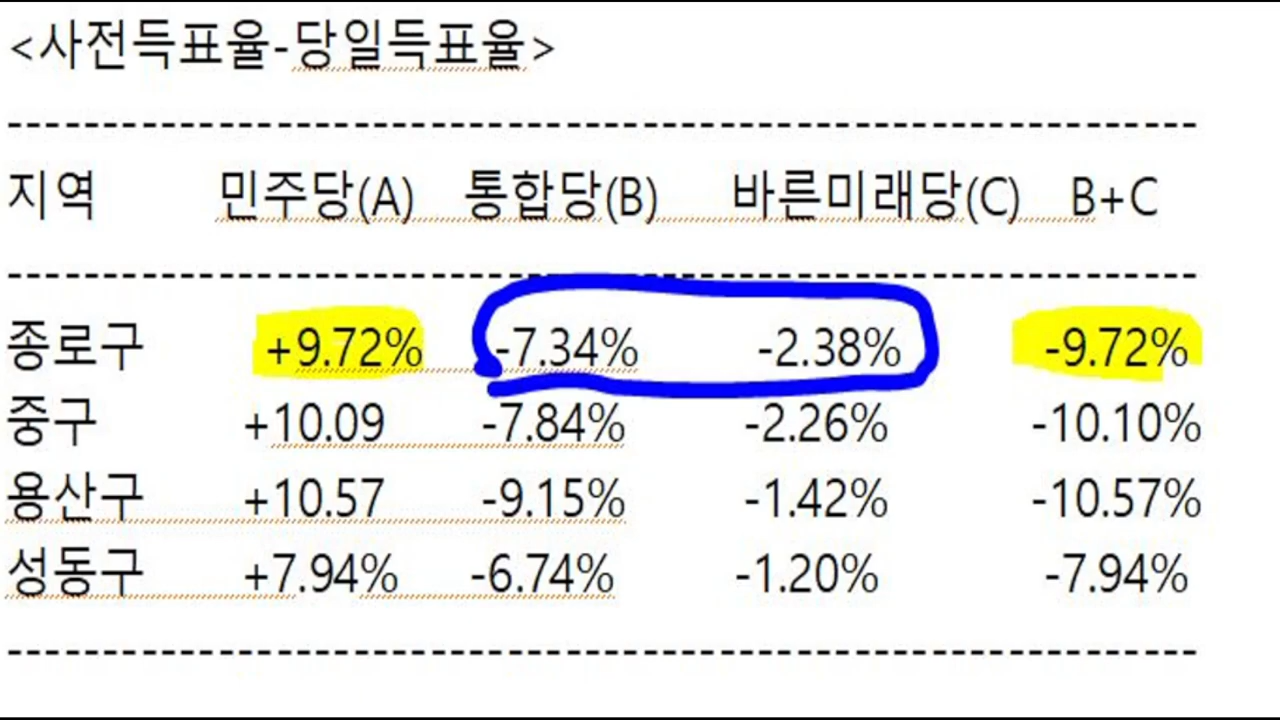 <사전득표율-당일득표율>
지역 민주당(A) 통합당(B) 바른미래당(C) B+C
종로구 +9.72% -7.34% -2.38% -9.72%
중구 +10.09 -7.84% -2.26% -10.10%
용산구 +10.57 -9.15% -1.42% -10.57%
성동구 +7.94% -6.74% -1.20% -7.94%